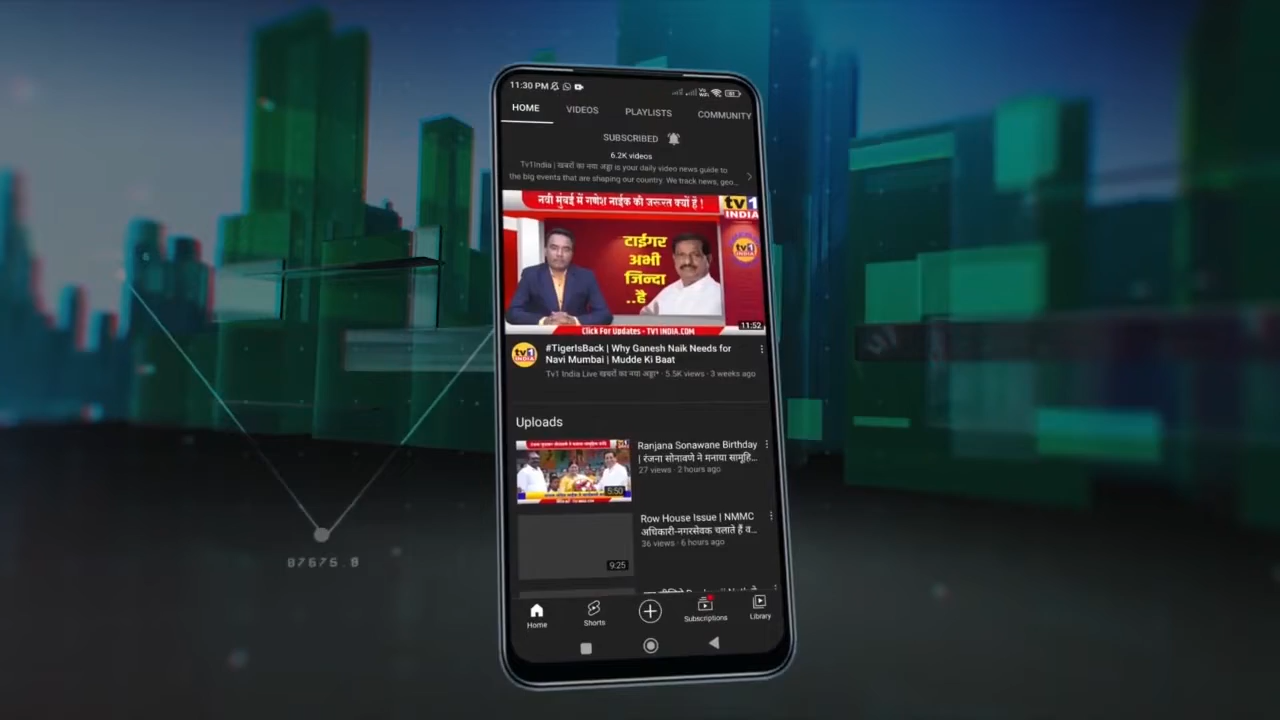 11:30 PM
HOME VIDEOS PLAYLISTS COMMUNITY
SUBSCRIBED
6.2K videos
Tv1India | खबरों का नया अड्डा is your daily video news guide to
the big events that are shaping our country. We track news, geo...
नवी मुंबई में गणेश नाईक की जरूरत क्यों है !
tv1
INDIA
टाईगर
अभी
जिन्दा
..है
tv1
INDIA
Click For Updates - TV1 INDIA.COM
11:52
tv1
INDIA
#TigerIsBack | Why Ganesh Naik Needs for
Navi Mumbai | Mudde Ki Baat
Tv1 India Live खबरों का नया अड्डा* · 5.5K views · 3 weeks ago
Uploads
5:50
Ranjana Sonawane Birthday
| रंजना सोनावणे ने मनाया सामूहि...
27 views · 2 hours ago
9:25
Row House Issue | NMMC
अधिकारी-नगरसेवक चलाते हैं व...
36 views · 6 hours ago
Home Shorts Subscriptions Library
87675.8